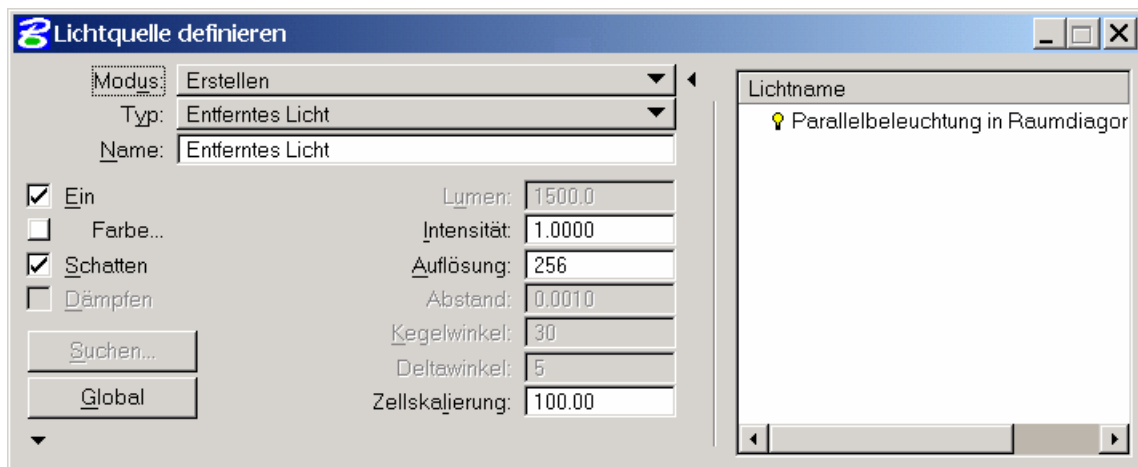 Lichtquelle definieren
Modus: Erstellen
Typ: Entferntes Licht
Name: Entferntes Licht
Ein
Farbe...
Schatten
Dämpfen
Suchen...
Global
Lumen: 1500.0
Intensität: 1.0000
Auflösung: 256
Abstand: 0.0010
Kegelwinkel: 30
Deltawinkel: 5
Zellskalierung: 100.00
Lichtname
Parallelbeleuchtung in Raumdiagor